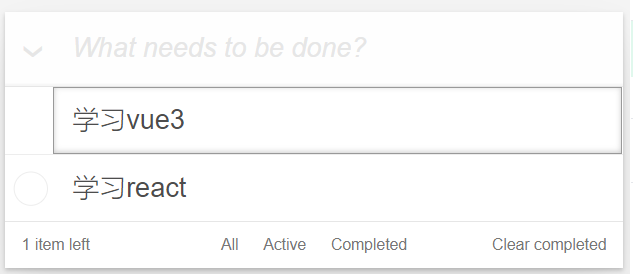 What needs to be done?
学习vue3
学习react
1 item left All Active Completed Clear completed